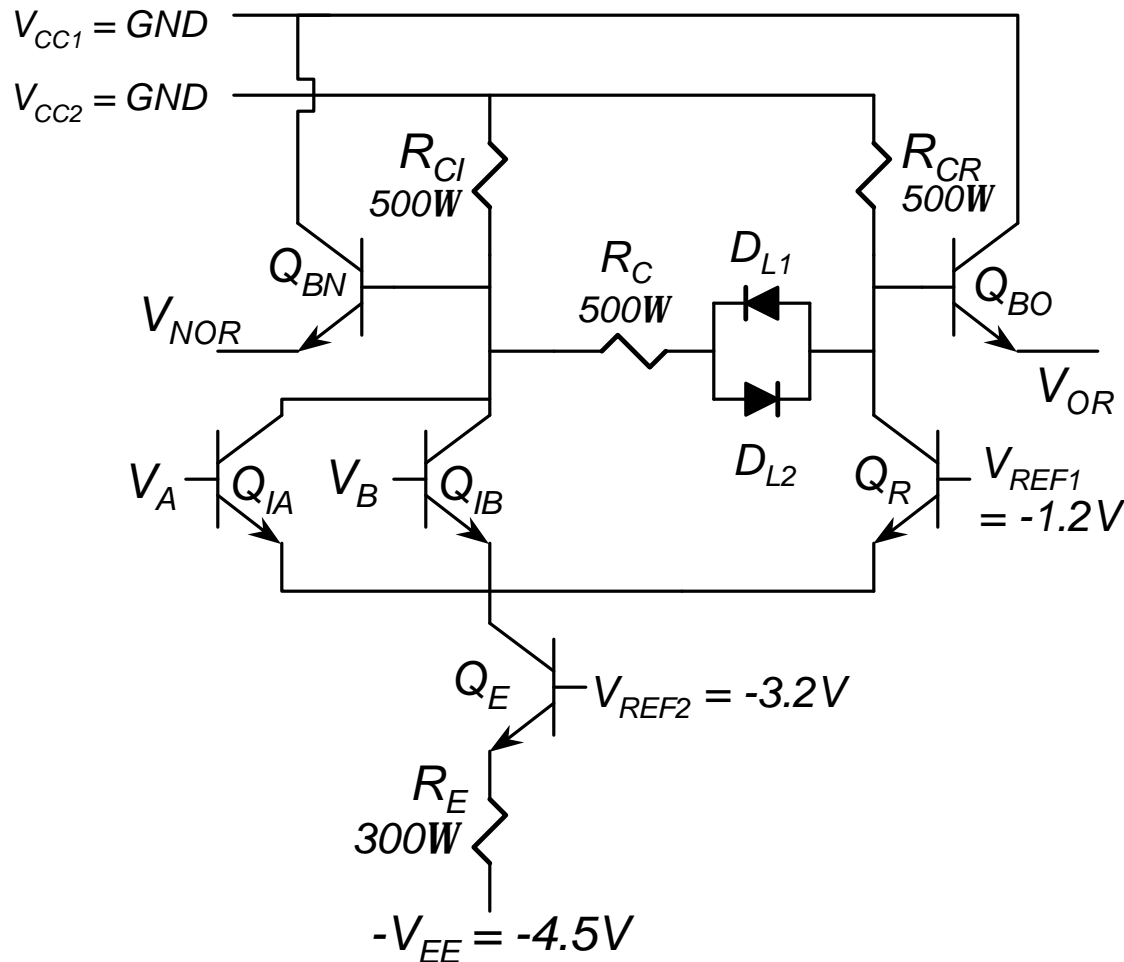 V_CC1 = GND
V_CC2 = GND
R_CI
500W
R_CR
500W
D_L1
R_C
500W
Q_BN
Q_BO
V_NOR
V_OR
D_L2
V_A
Q_IA
V_B
Q_IB
Q_R
V_REF1
= -1.2V
Q_E
V_REF2 = -3.2V
R_E
300W
-V_EE = -4.5V